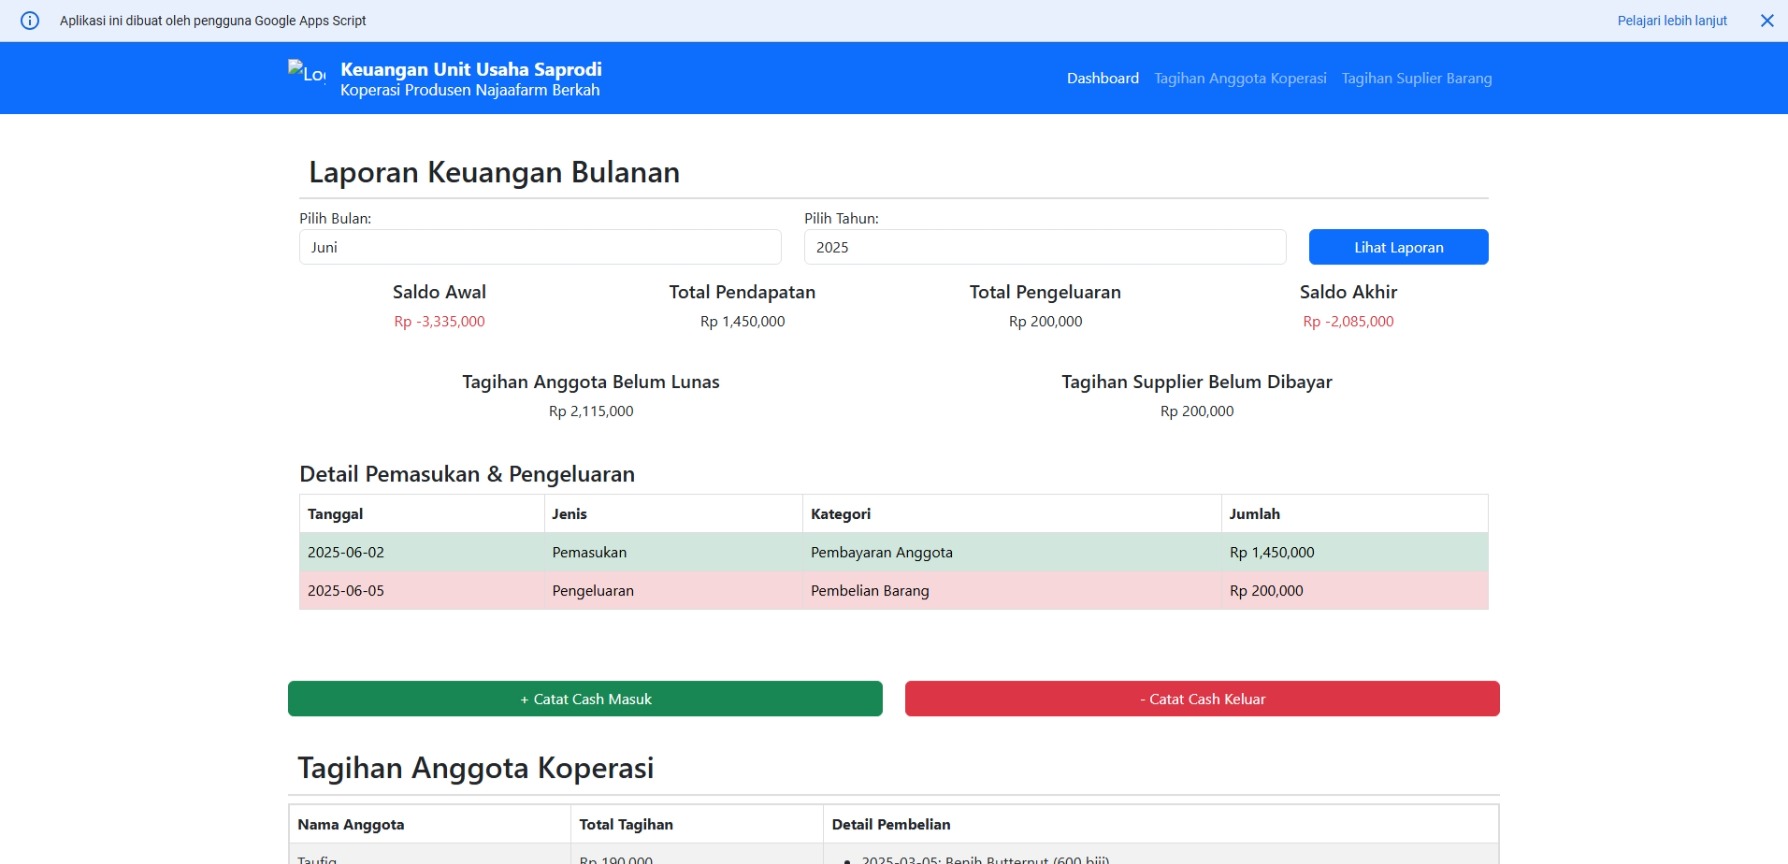 Aplikasi ini dibuat oleh pengguna Google Apps Script
Pelajari lebih lanjut
Keuangan Unit Usaha Saprodi
Koperasi Produsen Najaafarm Berkah
Dashboard Tagihan Anggota Koperasi Tagihan Suplier Barang
Laporan Keuangan Bulanan
Pilih Bulan: Pilih Tahun:
Juni 2025 Lihat Laporan
Saldo Awal Total Pendapatan Total Pengeluaran Saldo Akhir
Rp -3,335,000 Rp 1,450,000 Rp 200,000 Rp -2,085,000
Tagihan Anggota Belum Lunas Tagihan Supplier Belum Dibayar
Rp 2,115,000 Rp 200,000
Detail Pemasukan & Pengeluaran
Tanggal Jenis Kategori Jumlah
2025-06-02 Pemasukan Pembayaran Anggota Rp 1,450,000
2025-06-05 Pengeluaran Pembelian Barang Rp 200,000
+ Catat Cash Masuk - Catat Cash Keluar
Tagihan Anggota Koperasi
Nama Anggota Total Tagihan Detail Pembelian
Taufiq Rp 190,000 • 2025-03-05: Benih Butternut (600 biji)